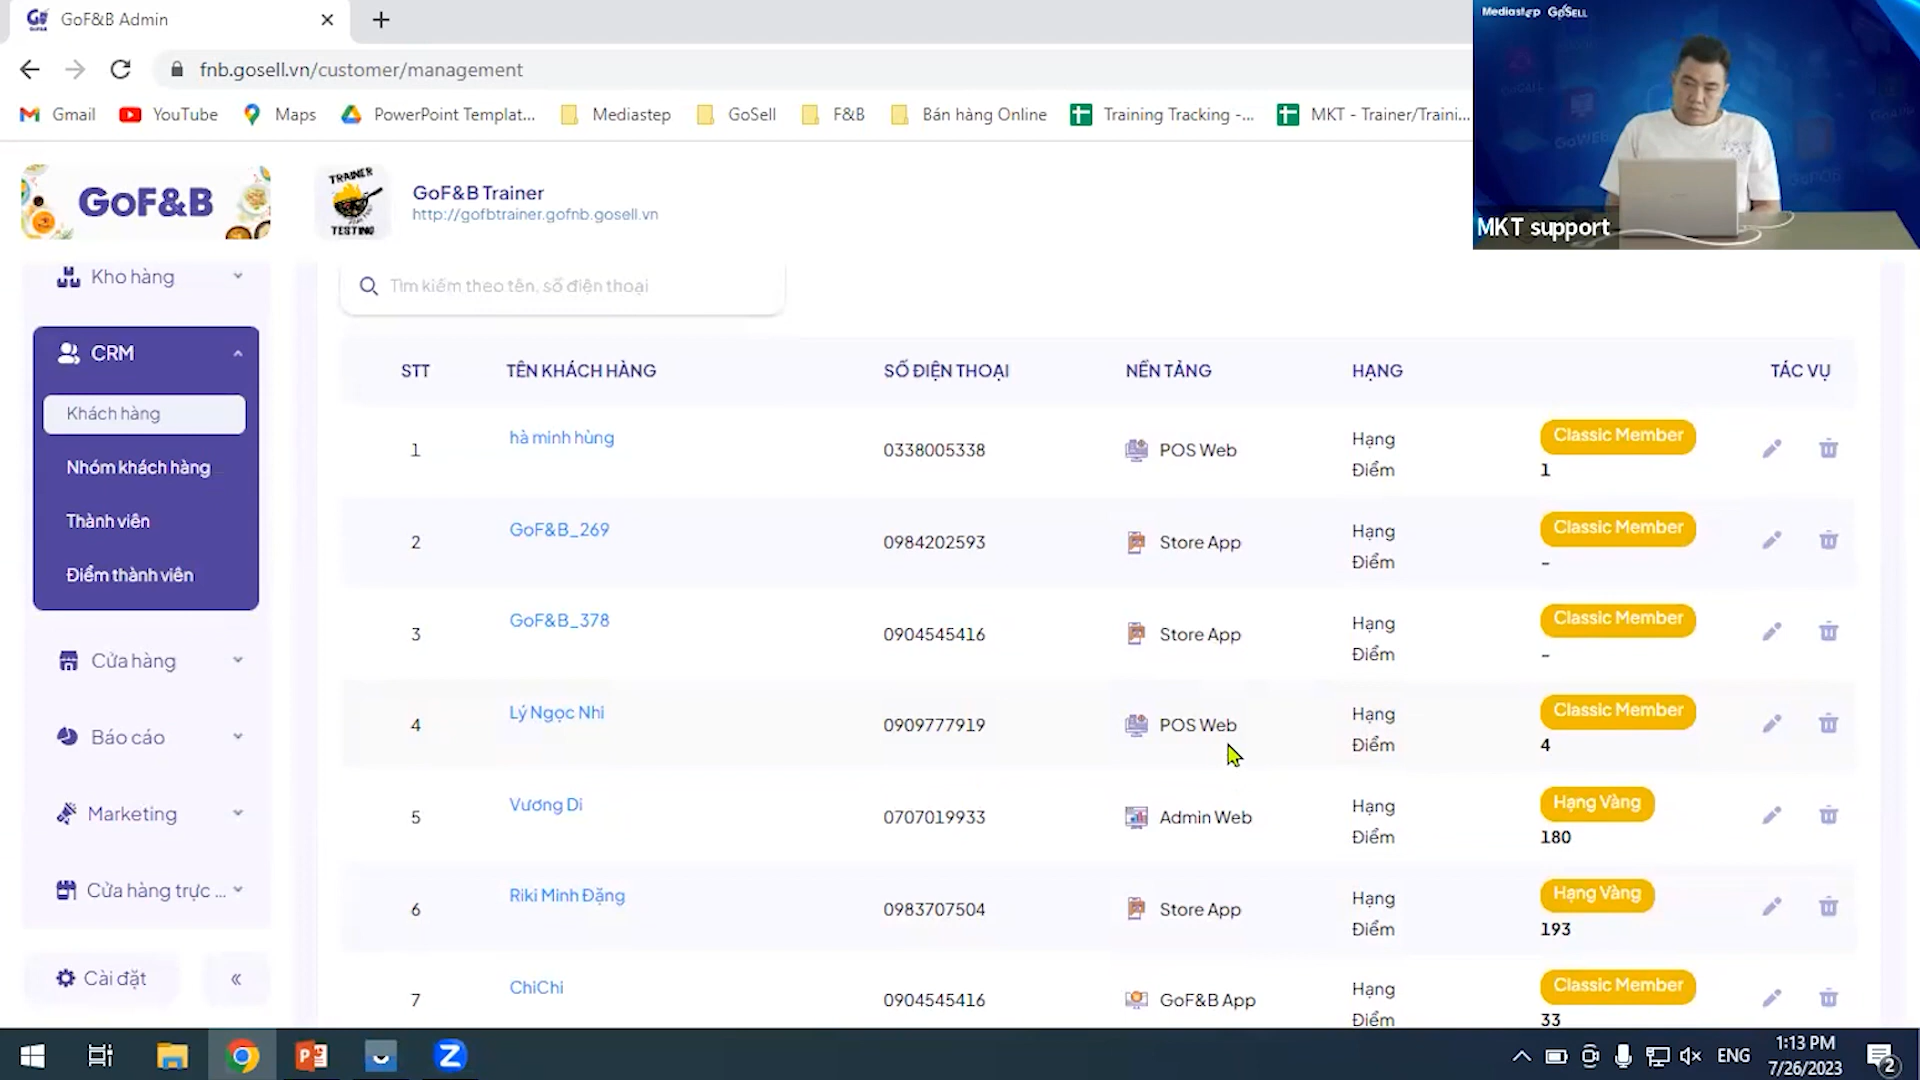 GoF&B Admin
fnb.gosell.vn/customer/management
Gmail
YouTube
Maps
PowerPoint Templat...
Mediastep
GoSell
F&B
Bán hàng Online
Training Tracking -...
MKT - Trainer/Traini...
Mediastep GoSELL
MKT support
GoF&B
TRAINER
TESTING
GoF&B Trainer
http://gofbtrainer.gofnb.gosell.vn
Kho hàng
CRM
Khách hàng
Nhóm khách hàng
Thành viên
Điểm thành viên
Cửa hàng
Báo cáo
Marketing
Cửa hàng trực ...
Cài đặt
«
Tìm kiếm theo tên, số điện thoại
STT TÊN KHÁCH HÀNG SỐ ĐIỆN THOẠI NỀN TẢNG HẠNG TÁC VỤ
1 hà minh hùng 0338005338 POS Web Hạng Classic Member
Điểm 1
2 GoF&B_269 0984202593 Store App Hạng Classic Member
Điểm -
3 GoF&B_378 0904545416 Store App Hạng Classic Member
Điểm -
4 Lý Ngọc Nhi 0909777919 POS Web Hạng Classic Member
Điểm 4
5 Vương Di 0707019933 Admin Web Hạng Hạng Vàng
Điểm 180
6 Riki Minh Đặng 0983707504 Store App Hạng Hạng Vàng
Điểm 193
7 ChiChi 0904545416 GoF&B App Hạng Classic Member
Điểm 33
ENG
1:13 PM
7/26/2023
2